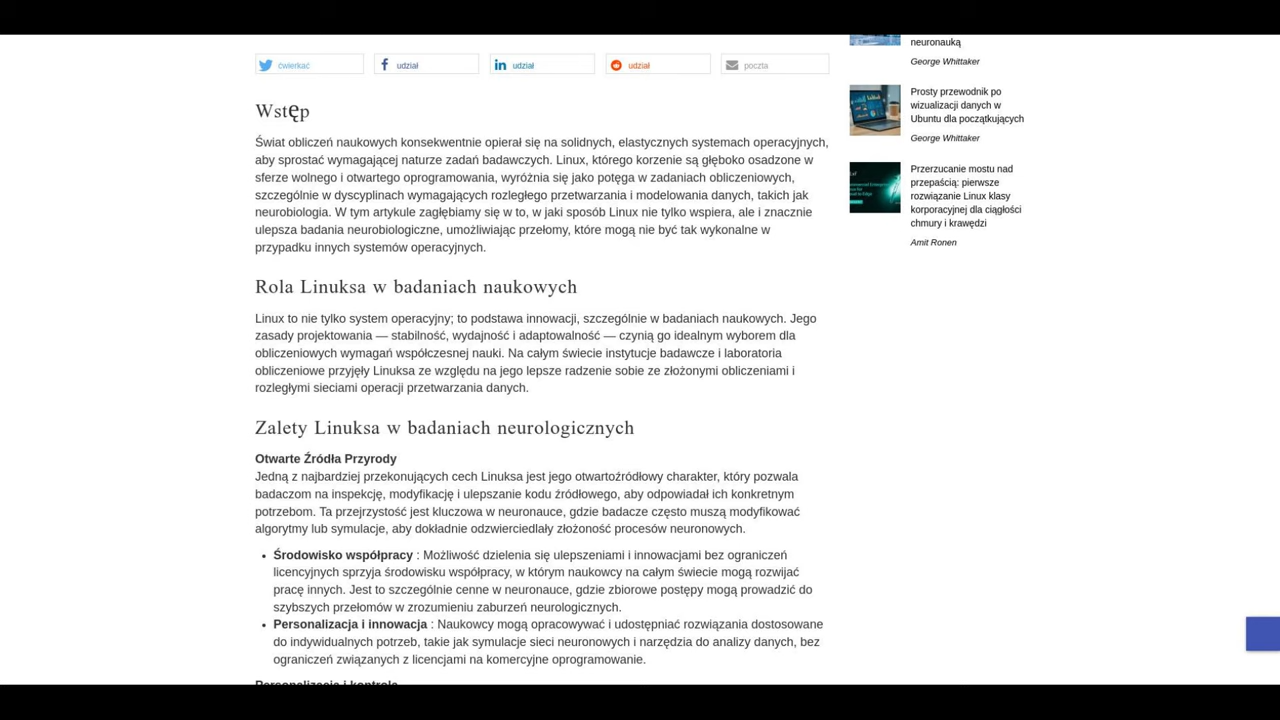 ćwierkać
udział
udział
udział
poczta
Wstęp
Świat obliczeń naukowych konsekwentnie opierał się na solidnych, elastycznych systemach operacyjnych,
aby sprostać wymagającej naturze zadań badawczych. Linux, którego korzenie są głęboko osadzone w
sferze wolnego i otwartego oprogramowania, wyróżnia się jako potęga w zadaniach obliczeniowych,
szczególnie w dyscyplinach wymagających rozległego przetwarzania i modelowania danych, takich jak
neurobiologia. W tym artykule zagłębiamy się w to, w jaki sposób Linux nie tylko wspiera, ale i znacznie
ulepsza badania neurobiologiczne, umożliwiając przełomy, które mogą nie być tak wykonalne w
przypadku innych systemów operacyjnych.
Rola Linuksa w badaniach naukowych
Linux to nie tylko system operacyjny; to podstawa innowacji, szczególnie w badaniach naukowych. Jego
zasady projektowania — stabilność, wydajność i adaptowalność — czynią go idealnym wyborem dla
obliczeniowych wymagań współczesnej nauki. Na całym świecie instytucje badawcze i laboratoria
obliczeniowe przyjęły Linuksa ze względu na jego lepsze radzenie sobie ze złożonymi obliczeniami i
rozległymi sieciami operacji przetwarzania danych.
Zalety Linuksa w badaniach neurologicznych
Otwarte Źródła Przyrody
Jedną z najbardziej przekonujących cech Linuksa jest jego otwartoźródłowy charakter, który pozwala
badaczom na inspekcję, modyfikację i ulepszanie kodu źródłowego, aby odpowiadał ich konkretnym
potrzebom. Ta przejrzystość jest kluczowa w neuronauce, gdzie badacze często muszą modyfikować
algorytmy lub symulacje, aby dokładnie odzwierciedlały złożoność procesów neuronowych.
• Środowisko współpracy : Możliwość dzielenia się ulepszeniami i innowacjami bez ograniczeń
licencyjnych sprzyja środowisku współpracy, w którym naukowcy na całym świecie mogą rozwijać
pracę innych. Jest to szczególnie cenne w neuronauce, gdzie zbiorowe postępy mogą prowadzić do
szybszych przełomów w zrozumieniu zaburzeń neurologicznych.
• Personalizacja i innowacja : Naukowcy mogą opracowywać i udostępniać rozwiązania dostosowane
do indywidualnych potrzeb, takie jak symulacje sieci neuronowych i narzędzia do analizy danych, bez
ograniczeń związanych z licencjami na komercyjne oprogramowanie.
Personalizacja i kontrola
neuronauką
George Whittaker
Prosty przewodnik po
wizualizacji danych w
Ubuntu dla początkujących
George Whittaker
Przerzucanie mostu nad
przepaścią: pierwsze
rozwiązanie Linux klasy
korporacyjnej dla ciągłości
chmury i krawędzi
Amit Ronen